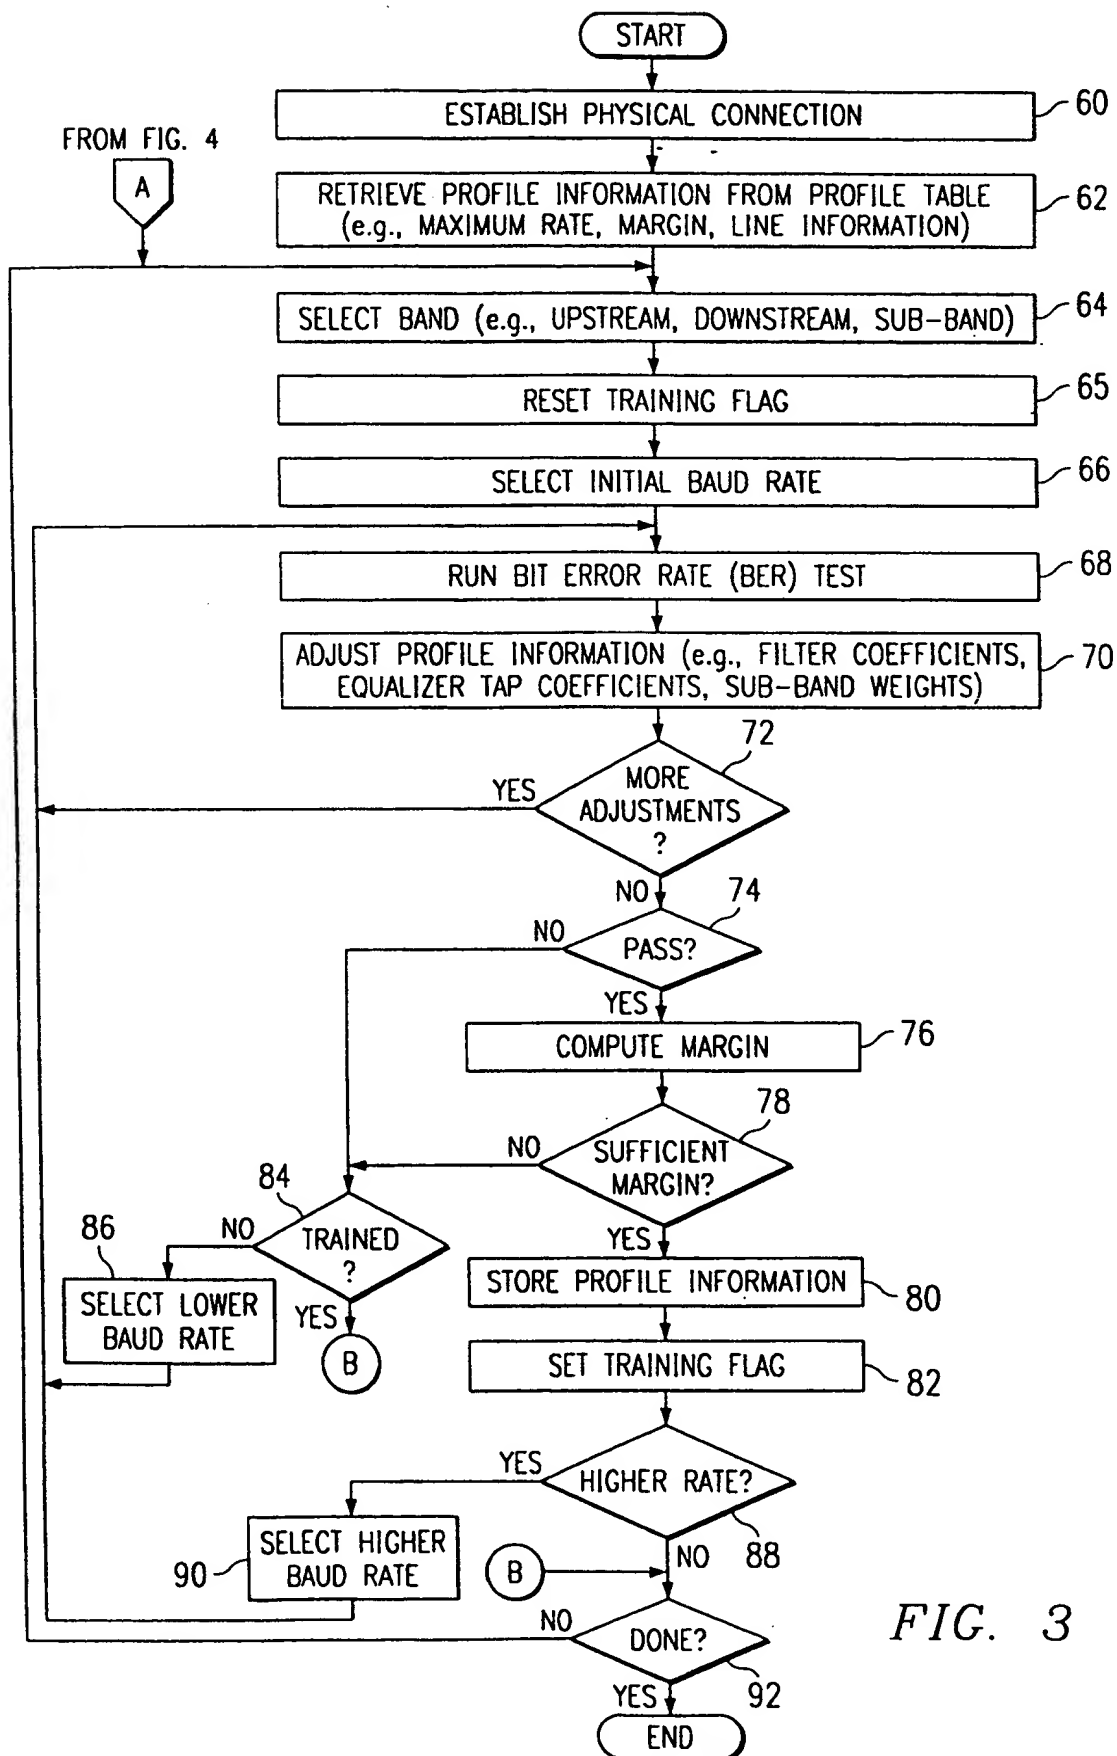 START
ESTABLISH PHYSICAL CONNECTION
60
FROM FIG. 4
A
RETRIEVE PROFILE INFORMATION FROM PROFILE TABLE
(e.g., MAXIMUM RATE, MARGIN, LINE INFORMATION)
62
SELECT BAND (e.g., UPSTREAM, DOWNSTREAM, SUB-BAND)
64
RESET TRAINING FLAG
65
SELECT INITIAL BAUD RATE
66
RUN BIT ERROR RATE (BER) TEST
68
ADJUST PROFILE INFORMATION (e.g., FILTER COEFFICIENTS,
EQUALIZER TAP COEFFICIENTS, SUB-BAND WEIGHTS)
70
72
YES
MORE
ADJUSTMENTS
?
NO
74
NO
PASS?
YES
COMPUTE MARGIN
76
78
NO
SUFFICIENT
MARGIN?
YES
84
NO
TRAINED
?
YES
B
86
SELECT LOWER
BAUD RATE
STORE PROFILE INFORMATION
80
SET TRAINING FLAG
82
YES
HIGHER RATE?
88
NO
SELECT HIGHER
BAUD RATE
90
B
NO
DONE?
92
YES
END
FIG. 3